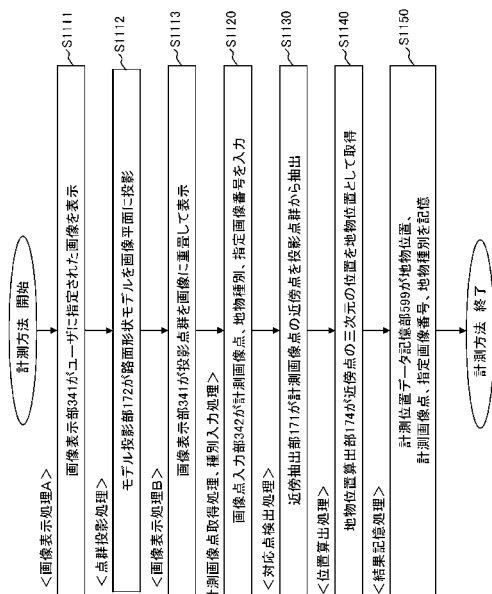 計測方法 開始
<画像表示処理A>
画像表示部341がユーザに指定された画像を表示
S1111
<点群投影処理>
モデル投影部172が路面形状モデルを画像平面に投影
S1112
<画像表示処理B>
画像表示部341が投影点群を画像に重畳して表示
S1113
計測画像点取得処理、種別入力処理>
画像点入力部342が計測画像点、地物種別、指定画像番号を入力
S1120
<対応点検出処理>
近傍抽出部171が計測画像点の近傍点を投影点群から抽出
S1130
<位置算出処理>
地物位置算出部174が近傍点の三次元の位置を地物位置として取得
S1140
<結果記憶処理>
計測位置データ記憶部599が地物位置、
計測画像点、指定画像番号、地物種別を記憶
S1150
計測方法 終了